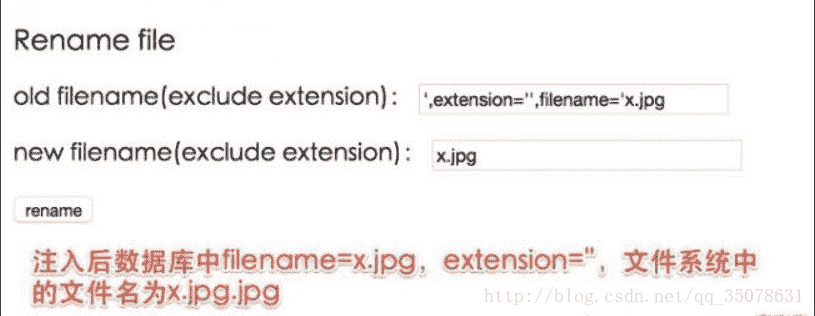 Rename file
old filename(exclude extension) : ',extension='',filename='x.jpg
new filename(exclude extension) : x.jpg
rename
注入后数据库中filename=x.jpg，extension=''，文件系统中
的文件名为x.jpg.jpg
http://blog.csdn.net/qq_35078631